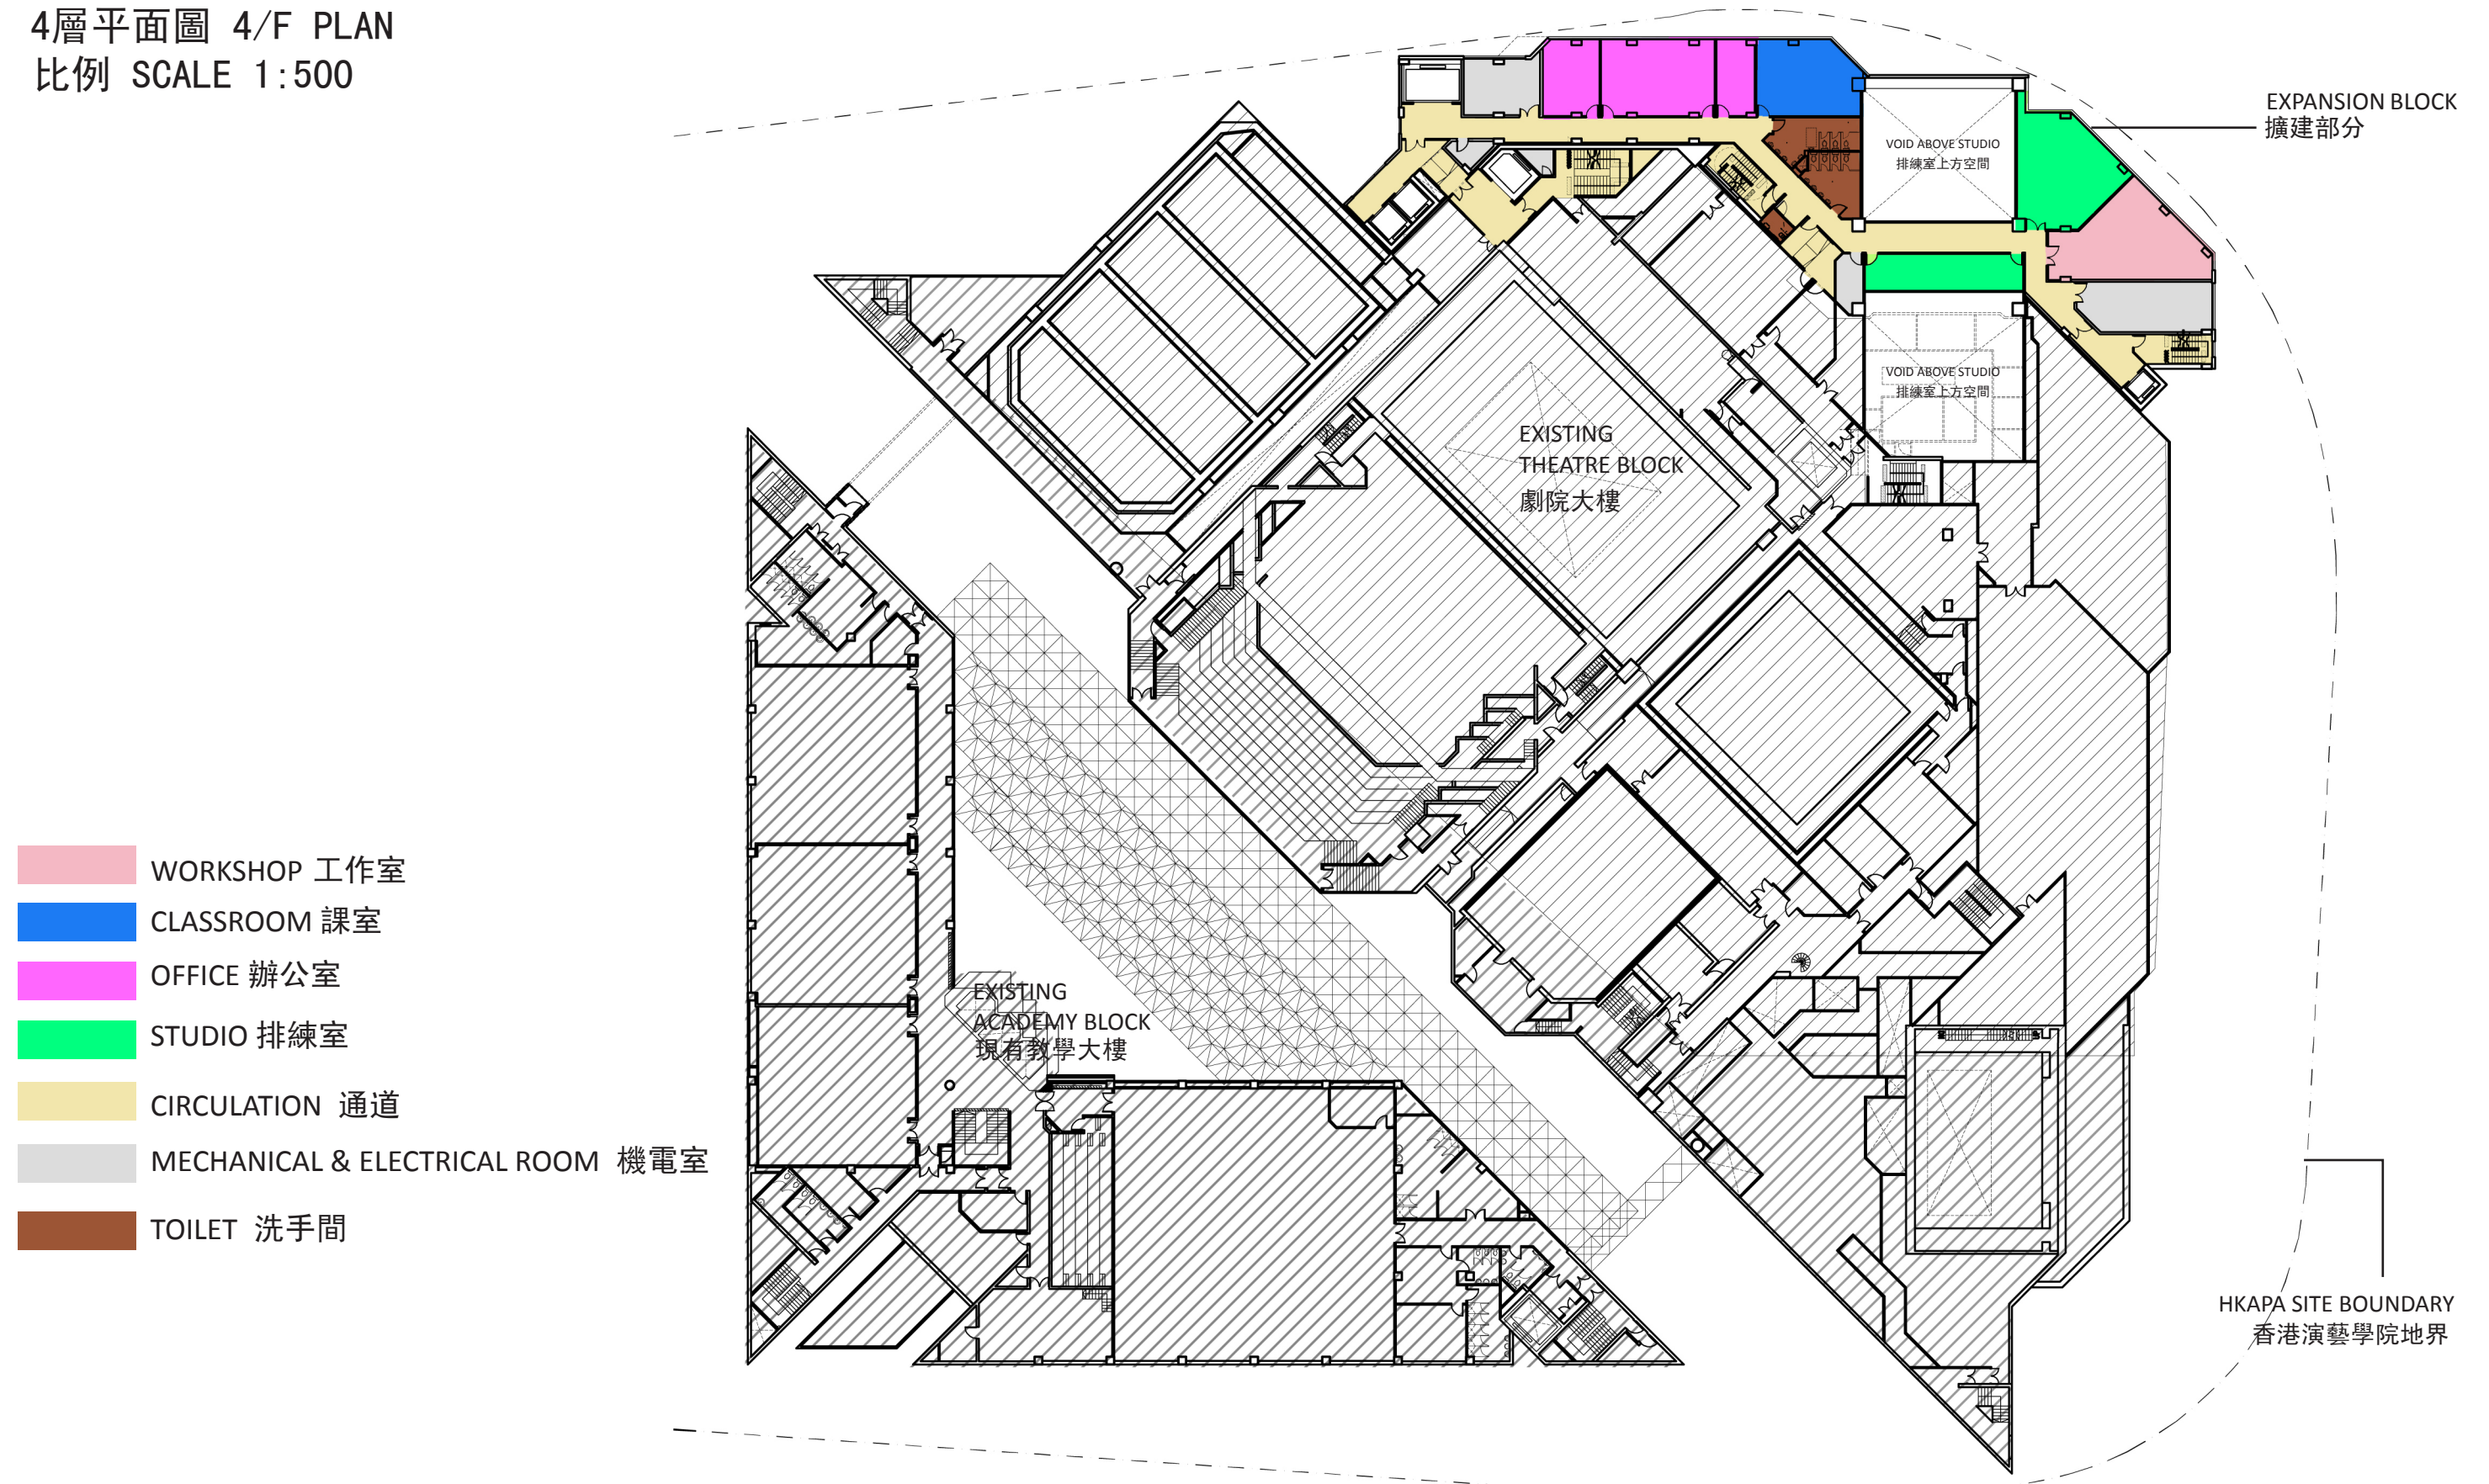 4層平面圖 4/F PLAN
比例 SCALE 1:500
EXPANSION BLOCK
擴建部分
VOID ABOVE STUDIO
排練室上方空間
VOID ABOVE STUDIO
排練室上方空間
EXISTING
THEATRE BLOCK
劇院大樓
WORKSHOP 工作室
CLASSROOM 課室
OFFICE 辦公室
STUDIO 排練室
CIRCULATION 通道
MECHANICAL & ELECTRICAL ROOM 機電室
TOILET 洗手間
EXISTING
ACADEMY BLOCK
現有教學大樓
HKAPA SITE BOUNDARY
香港演藝學院地界